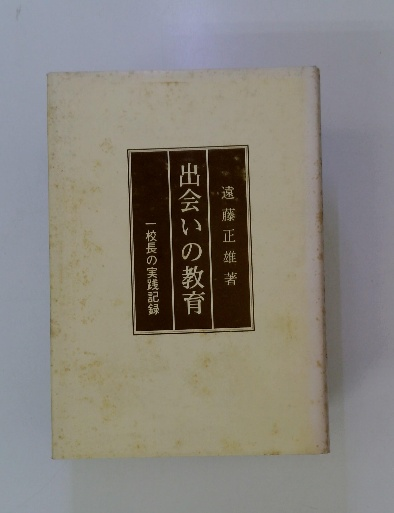 遠藤正雄著
出会いの教育
一校長の実践記録